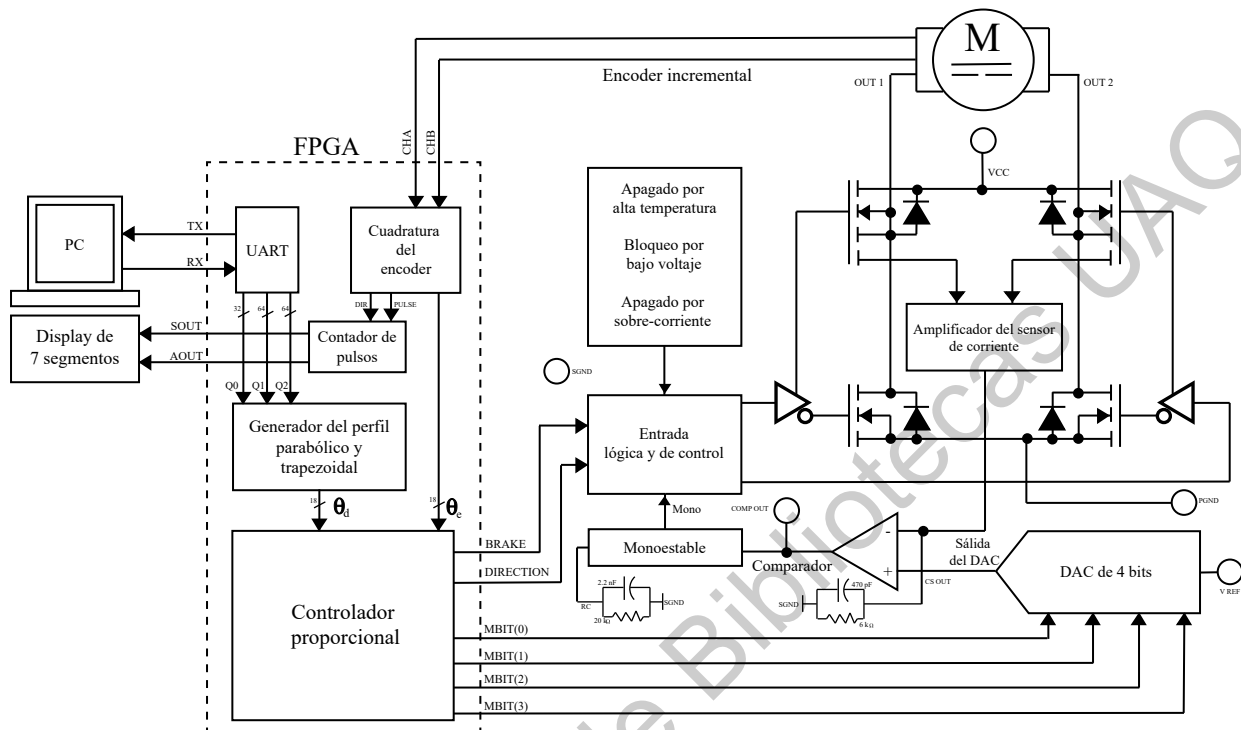 M
Encoder incremental
OUT 1
OUT 2
CHA
CHB
FPGA
VCC
PC
TX
RX
UART
Cuadratura
del
encoder
Apagado por
alta temperatura
Bloqueo por
bajo voltaje
Apagado por
sobre-corriente
32
64
64
DIR
PULSE
Display de
7 segmentos
SOUT
AOUT
Contador de
pulsos
Amplificador del sensor
de corriente
SGND
Q0
Q1
Q2
Generador del perfil
parabólico y
trapezoidal
Entrada
lógica y de control
18
θd
18
θe
Mono
COMP OUT
PGND
Controlador
proporcional
BRAKE
DIRECTION
MBIT(0)
MBIT(1)
MBIT(2)
MBIT(3)
Monoestable
Comparador
-
+
Sálida
del DAC
CS OUT
DAC de 4 bits
V REF
RC
2.2 nF
20 kΩ
SGND
SGND
470 pF
6 kΩ
de Bibliotecas UAQ